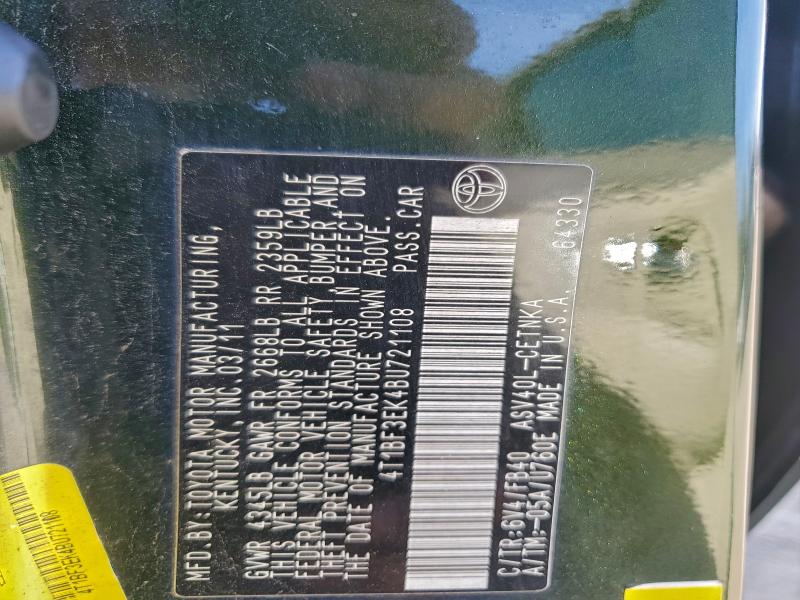 MFD. BY: TOYOTA MOTOR MANUFACTURING,
KENTUCKY, INC. 03/11
GVWR 4345LB GAWR FR 2668LB RR 2359LB
THIS VEHICLE CONFORMS TO ALL APPLICABLE
FEDERAL MOTOR VEHICLE SAFETY, BUMPER, AND
THEFT PREVENTION STANDARDS IN EFFECT ON
THE DATE OF MANUFACTURE SHOWN ABOVE.
4T1BF3EK4BU721108 PASS. CAR
C/TR: 6V4/FB40 ASV40L-CETNKA
A/TM: -05A/U760E MADE IN U.S.A. 64330
4T1BF3EK4BU721108